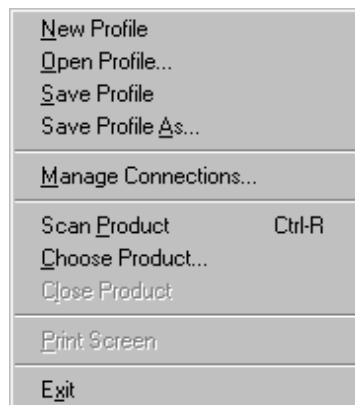 New Profile
Open Profile...
Save Profile
Save Profile As...
Manage Connections...
Scan Product Ctrl-R
Choose Product...
Close Product
Print Screen
Exit